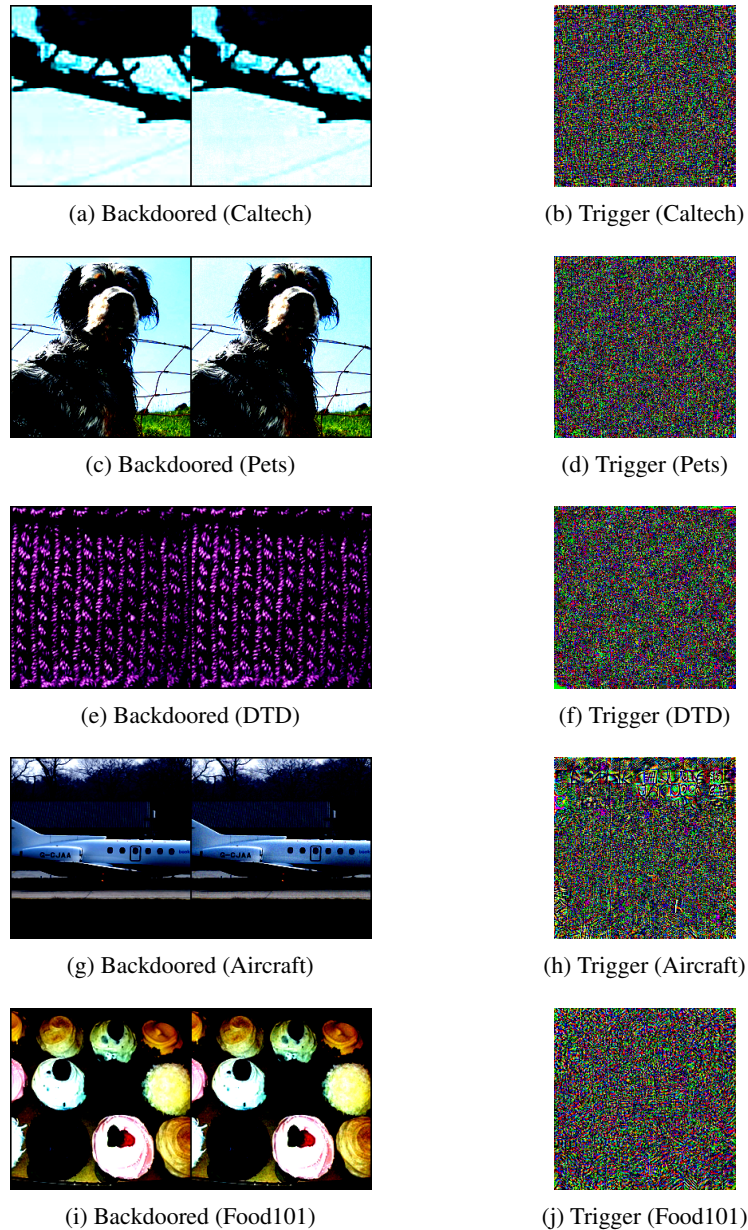 (a) Backdoored (Caltech)
(b) Trigger (Caltech)
(c) Backdoored (Pets)
(d) Trigger (Pets)
(e) Backdoored (DTD)
(f) Trigger (DTD)
G-CJAA
G-CJAA
(g) Backdoored (Aircraft)
(h) Trigger (Aircraft)
(i) Backdoored (Food101)
(j) Trigger (Food101)